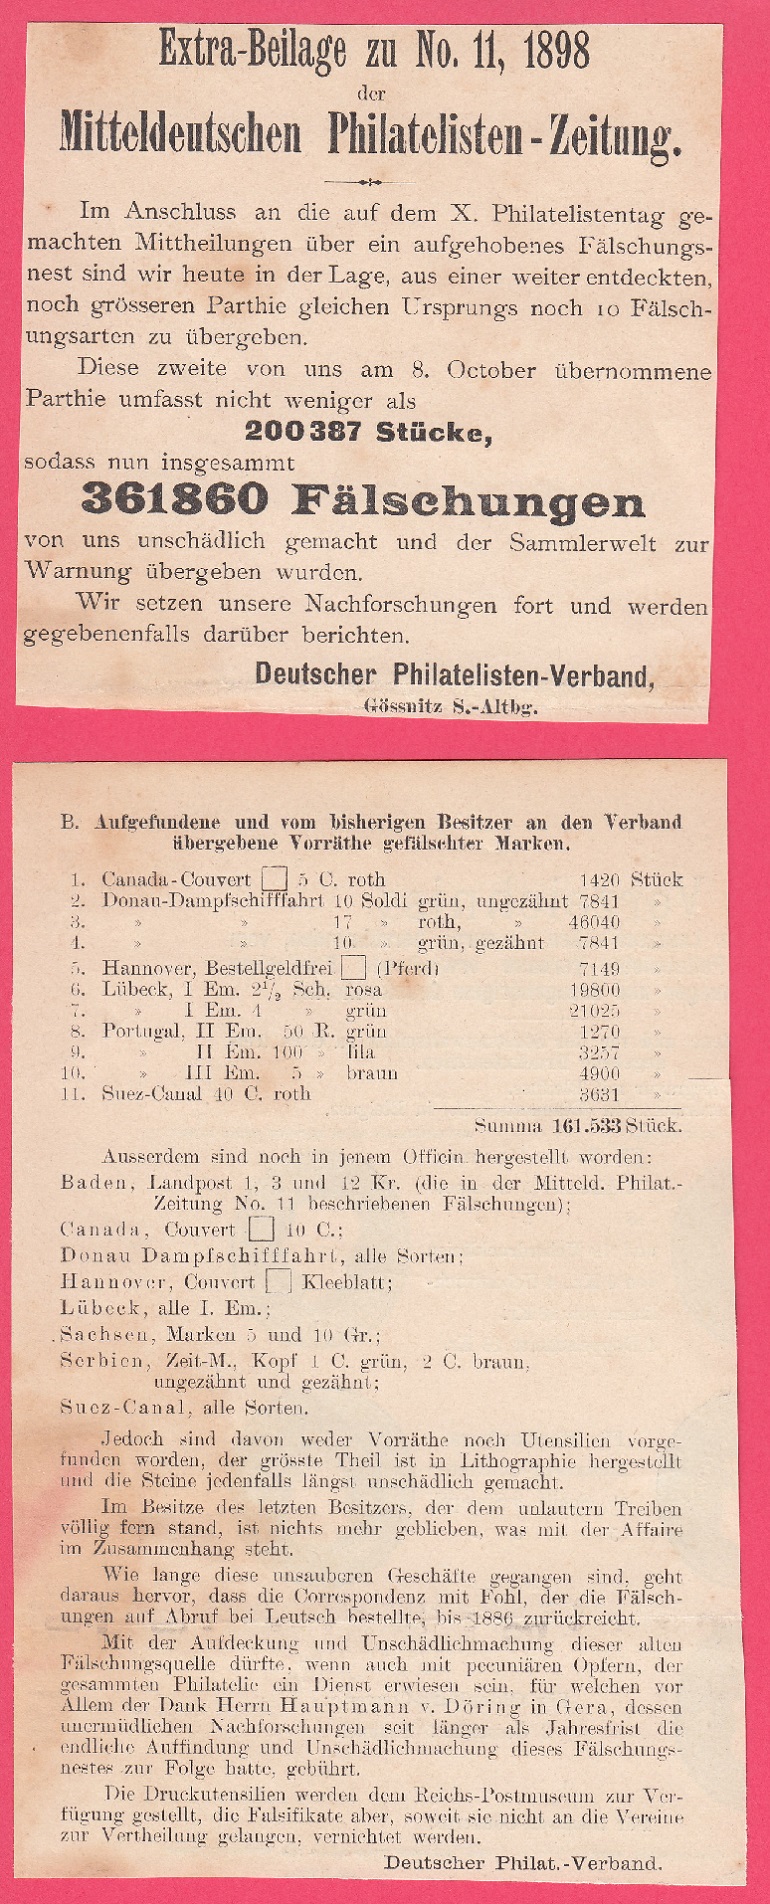 Extra-Beilage zu No. 11, 1898
der
Mitteldeutschen Philatelisten-Zeitung.
Im Anschluss an die auf dem X. Philatelistentag ge-
machten Mittheilungen über ein aufgehobenes Fälschungs-
nest sind wir heute in der Lage, aus einer weiter entdeckten,
noch grösseren Parthie gleichen Ursprungs noch 10 Fälsch-
ungsarten zu übergeben.
Diese zweite von uns am 8. October übernommene
Parthie umfasst nicht weniger als
200387 Stücke,
sodass nun insgesammt
361860 Fälschungen
von uns unschädlich gemacht und der Sammlerwelt zur
Warnung übergeben wurden.
Wir setzen unsere Nachforschungen fort und werden
gegebenenfalls darüber berichten.
Deutscher Philatelisten-Verband,
Gössnitz S.-Altbg.
B. Aufgefundene und vom bisherigen Besitzer an den Verband
übergebene Vorräthe gefälschter Marken.
1. Canada-Couvert □ 5 C. roth 1420 Stück
2. Donau-Dampfschifffahrt 10 Soldi grün, ungezähnt 7841 »
3. » » 17 » roth, » 46040 »
4. » » 10 » grün, gezähnt 7841 »
5. Hannover, Bestellgeldfrei □ (Pferd) 7149 »
6. Lübeck, I Em. 2½ Sch. rosa 19800 »
7. » I Em. 4 » grün 21025 »
8. Portugal, II Em. 50 R. grün 1270 »
9. » II Em. 100 » lila 3257 »
10. » III Em. 5 » braun 4900 »
11. Suez-Canal 40 C. roth 3631 »
Summa 161.533 Stück.
Ausserdem sind noch in jenem Officin hergestellt worden:
Baden, Landpost 1, 3 und 12 Kr. (die in der Mitteld. Philat.-
Zeitung No. 11 beschriebenen Fälschungen);
Canada, Couvert □ 10 C.;
Donau Dampfschifffahrt, alle Sorten;
Hannover, Couvert □ Kleeblatt;
Lübeck, alle I. Em.;
Sachsen, Marken 5 und 10 Gr.;
Serbien, Zeit-M., Kopf 1 C. grün, 2 C. braun,
ungezähnt und gezähnt;
Suez-Canal, alle Sorten.
Jedoch sind davon weder Vorräthe noch Utensilien vorge-
funden worden, der grösste Theil ist in Lithographie hergestellt
und die Steine jedenfalls längst unschädlich gemacht.
Im Besitze des letzten Besitzers, der dem unlautern Treiben
völlig fern stand, ist nichts mehr geblieben, was mit der Affaire
im Zusammenhang steht.
Wie lange diese unsauberen Geschäfte gegangen sind, geht
daraus hervor, dass die Correspondenz mit Fohl, der die Fälsch-
ungen auf Abruf bei Leutsch bestellte, bis 1886 zurückreicht.
Mit der Aufdeckung und Unschädlichmachung dieser alten
Fälschungsquelle dürfte, wenn auch mit pecuniären Opfern, der
gesammten Philatelie ein Dienst erwiesen sein, für welchen vor
Allem der Dank Herrn Hauptmann v. Döring in Gera, dessen
unermüdlichen Nachforschungen seit länger als Jahresfrist die
endliche Auffindung und Unschädlichmachung dieses Fälschungs-
nestes zur Folge hatte, gebührt.
Die Druckutensilien werden dem Reichs-Postmuseum zur Ver-
fügung gestellt, die Falsifikate aber, soweit sie nicht an die Vereine
zur Vertheilung gelangen, vernichtet werden.
Deutscher Philat.-Verband.